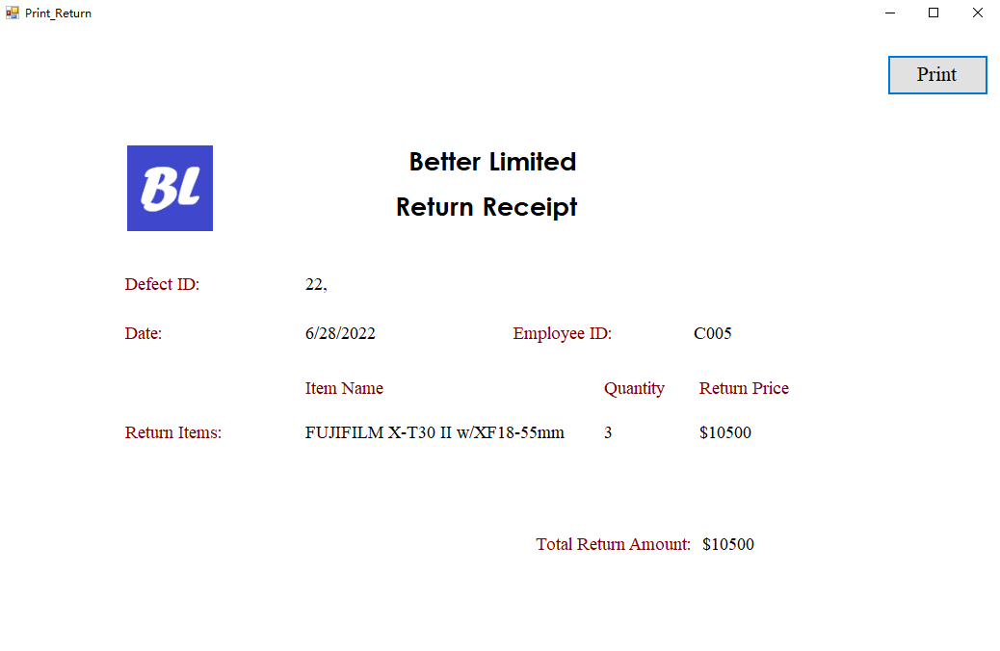 Print_Return
Print
BL
Better Limited
Return Receipt
Defect ID: 22,
Date: 6/28/2022 Employee ID: C005
Item Name Quantity Return Price
Return Items: FUJIFILM X-T30 II w/XF18-55mm 3 $10500
Total Return Amount: $10500